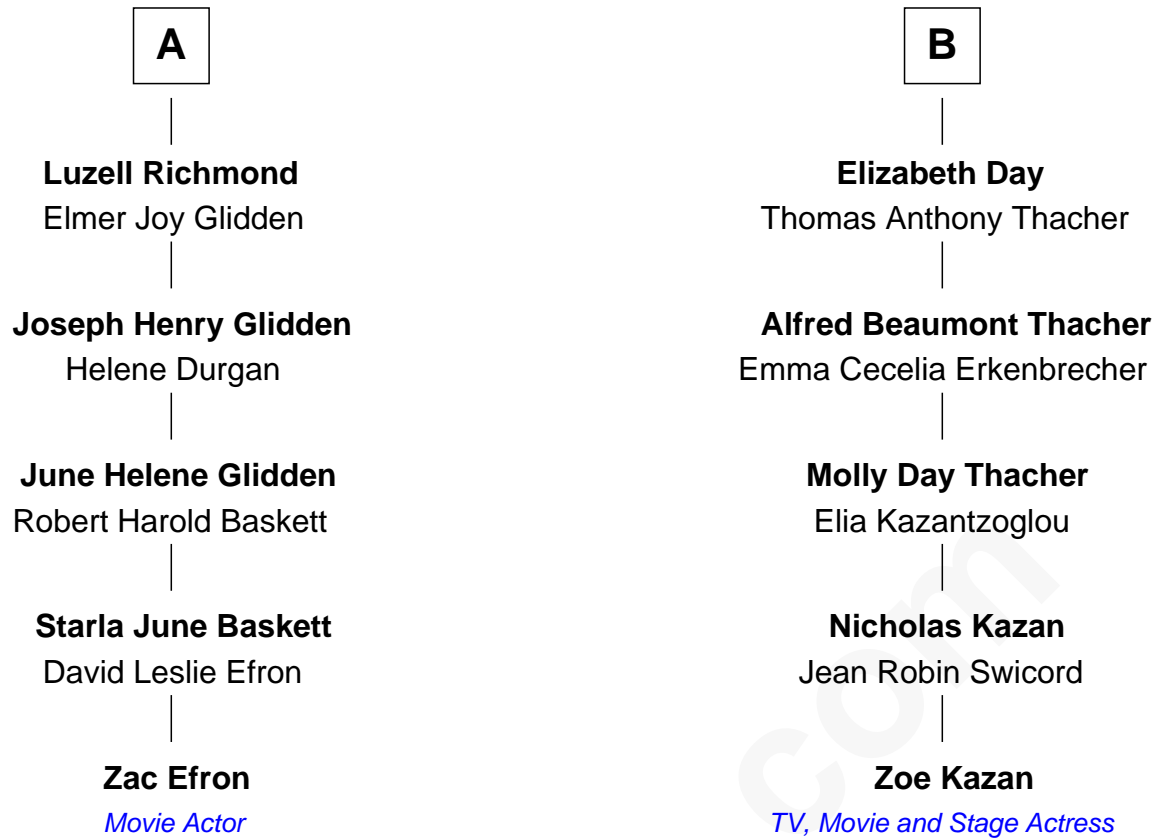 A
Luzell Richmond
Elmer Joy Glidden
Joseph Henry Glidden
Helene Durgan
June Helene Glidden
Robert Harold Baskett
Starla June Baskett
David Leslie Efron
Zac Efron
Movie Actor
B
Elizabeth Day
Thomas Anthony Thacher
Alfred Beaumont Thacher
Emma Cecelia Erkenbrecher
Molly Day Thacher
Elia Kazantzoglou
Nicholas Kazan
Jean Robin Swicord
Zoe Kazan
TV, Movie and Stage Actress
com